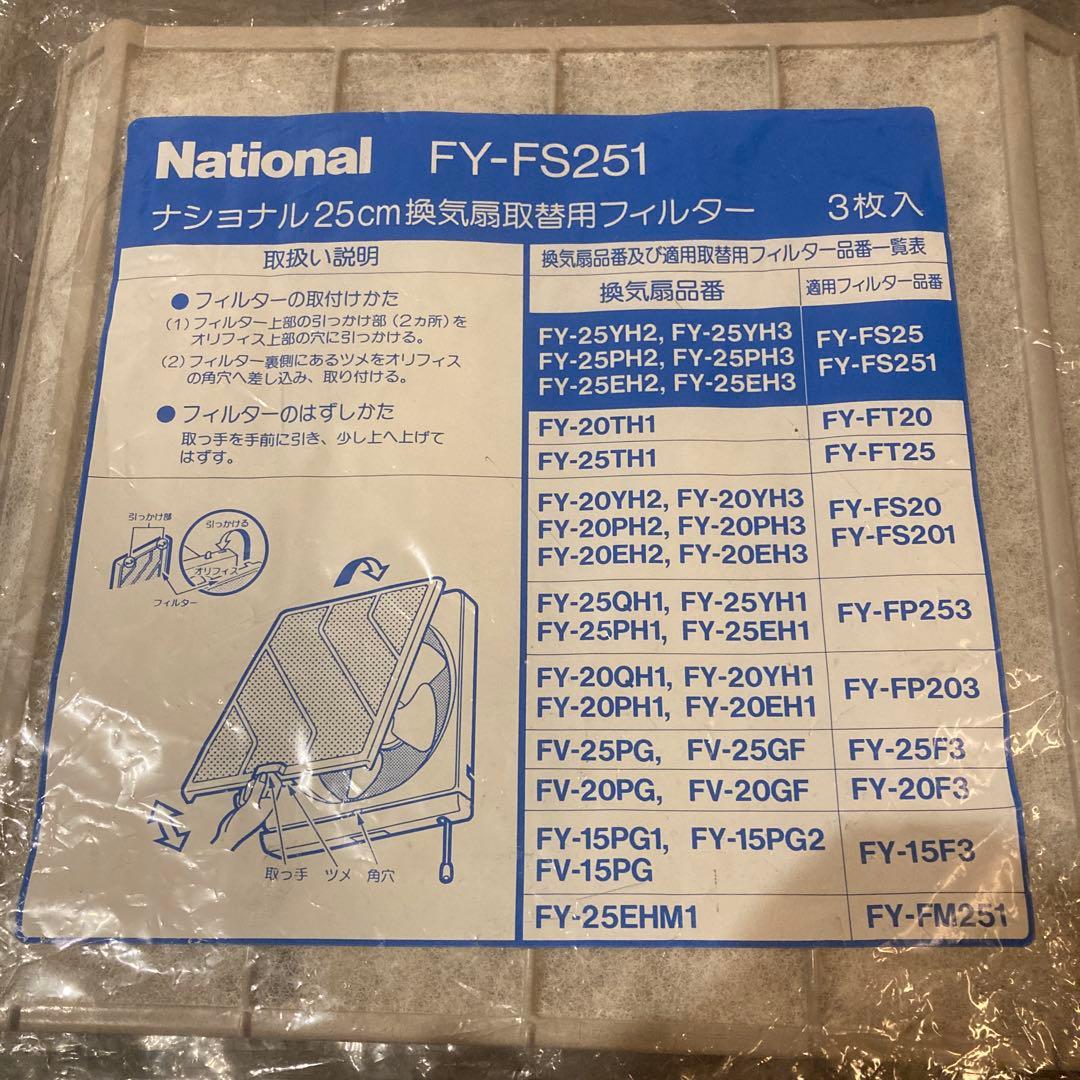 National FY-FS251
ナショナル25cm換気扇取替用フィルター 3枚入
取扱い説明
●フィルターの取付けかた
(1)フィルター上部の引っかけ部(2ヵ所)を
オリフィス上部の穴に引っかける。
(2)フィルター裏側にあるツメをオリフィス
の角穴へ差し込み、取り付ける。
●フィルターのはずしかた
取っ手を手前に引き、少し上へ上げて
はずす。
引っかけ部
引っかける
オリフィス
フィルター
取っ手 ツメ 角穴
換気扇品番及び適用取替用フィルター品番一覧表
換気扇品番 適用フィルター品番
FY-25YH2, FY-25YH3
FY-25PH2, FY-25PH3
FY-25EH2, FY-25EH3
FY-FS25
FY-FS251
FY-20TH1 FY-FT20
FY-25TH1 FY-FT25
FY-20YH2, FY-20YH3
FY-20PH2, FY-20PH3
FY-20EH2, FY-20EH3
FY-FS20
FY-FS201
FY-25QH1, FY-25YH1
FY-25PH1, FY-25EH1
FY-FP253
FY-20QH1, FY-20YH1
FY-20PH1, FY-20EH1
FY-FP203
FV-25PG, FV-25GF FY-25F3
FV-20PG, FV-20GF FY-20F3
FY-15PG1, FY-15PG2
FV-15PG
FY-15F3
FY-25EHM1 FY-FM251